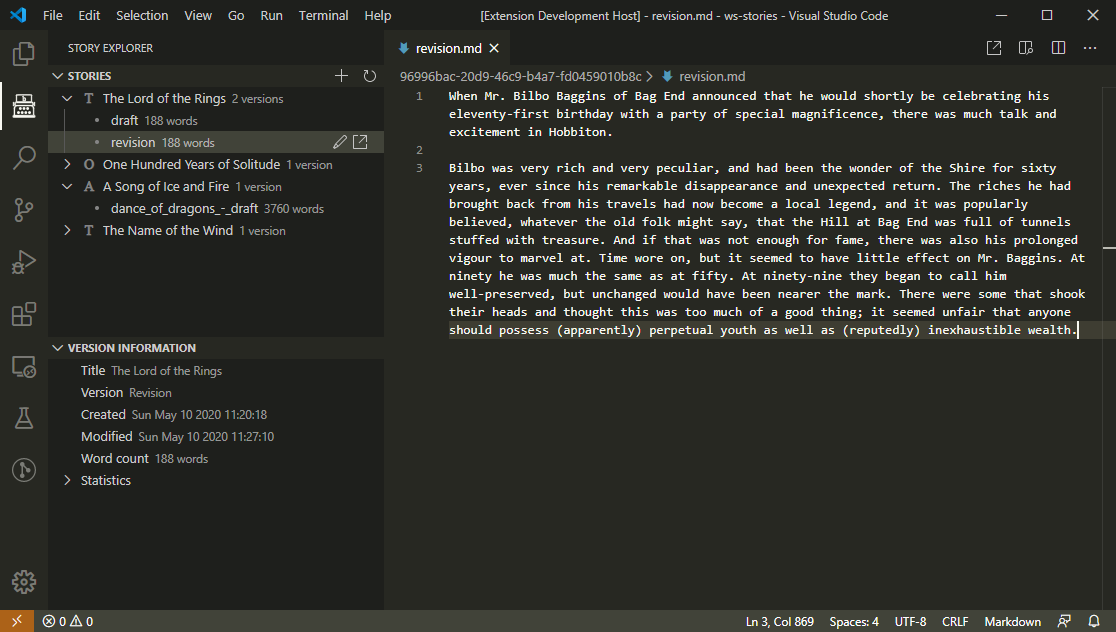 File Edit Selection View Go Run Terminal Help [Extension Development Host] - revision.md - ws-stories - Visual Studio Code
STORY EXPLORER
STORIES
T The Lord of the Rings 2 versions
draft 188 words
revision 188 words
O One Hundred Years of Solitude 1 version
A A Song of Ice and Fire 1 version
dance_of_dragons_-_draft 3760 words
T The Name of the Wind 1 version
VERSION INFORMATION
Title The Lord of the Rings
Version Revision
Created Sun May 10 2020 11:20:18
Modified Sun May 10 2020 11:27:10
Word count 188 words
Statistics
revision.md
96996bac-20d9-46c9-b4a7-fd0459010b8c > revision.md
1 When Mr. Bilbo Baggins of Bag End announced that he would shortly be celebrating his
eleventy-first birthday with a party of special magnificence, there was much talk and
excitement in Hobbiton.
2
3 Bilbo was very rich and very peculiar, and had been the wonder of the Shire for sixty
years, ever since his remarkable disappearance and unexpected return. The riches he had
brought back from his travels had now become a local legend, and it was popularly
believed, whatever the old folk might say, that the Hill at Bag End was full of tunnels
stuffed with treasure. And if that was not enough for fame, there was also his prolonged
vigour to marvel at. Time wore on, but it seemed to have little effect on Mr. Baggins. At
ninety he was much the same as at fifty. At ninety-nine they began to call him
well-preserved, but unchanged would have been nearer the mark. There were some that shook
their heads and thought this was too much of a good thing; it seemed unfair that anyone
should possess (apparently) perpetual youth as well as (reputedly) inexhaustible wealth.
0 0 Ln 3, Col 869 Spaces: 4 UTF-8 CRLF Markdown